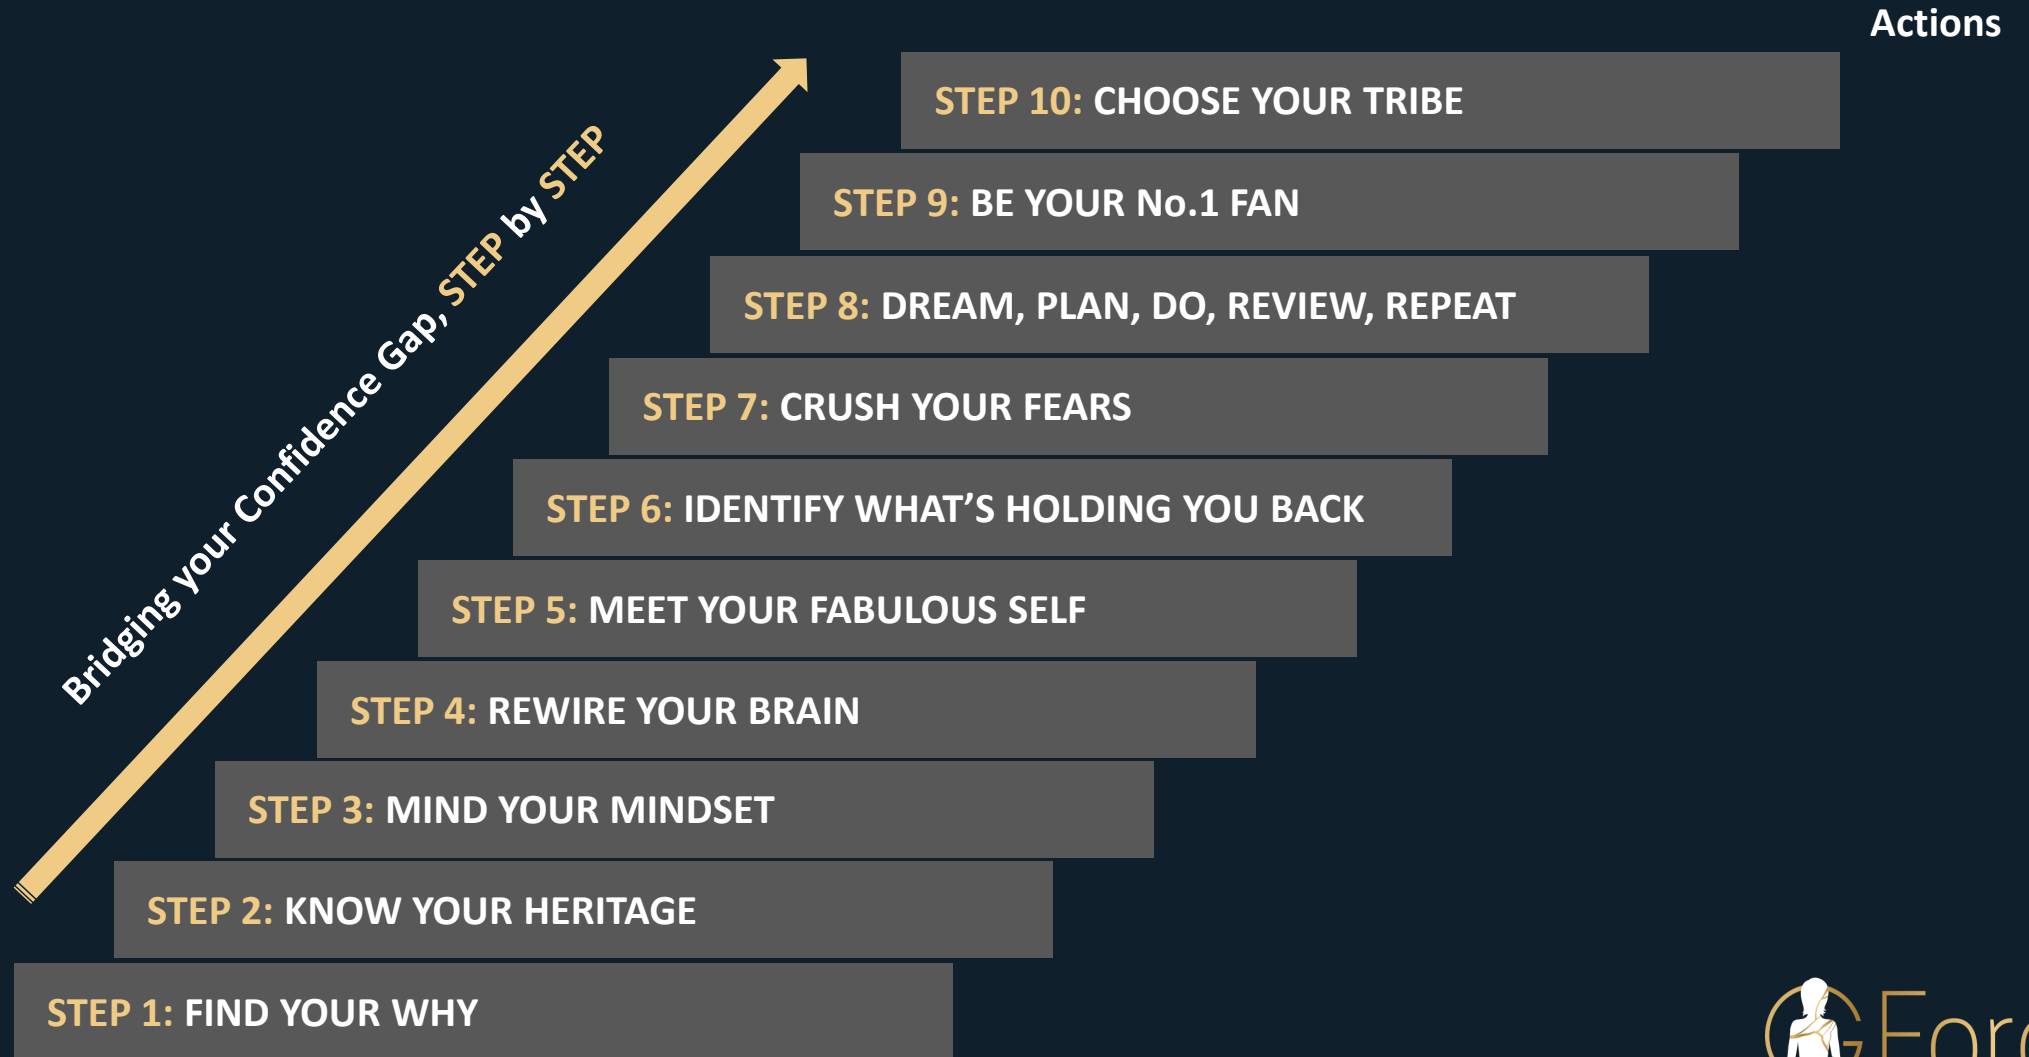 Actions
STEP 10: CHOOSE YOUR TRIBE
STEP 9: BE YOUR No.1 FAN
STEP 8: DREAM, PLAN, DO, REVIEW, REPEAT
STEP 7: CRUSH YOUR FEARS
STEP 6: IDENTIFY WHAT’S HOLDING YOU BACK
STEP 5: MEET YOUR FABULOUS SELF
STEP 4: REWIRE YOUR BRAIN
STEP 3: MIND YOUR MINDSET
STEP 2: KNOW YOUR HERITAGE
STEP 1: FIND YOUR WHY
Bridging your Confidence Gap, STEP by STEP